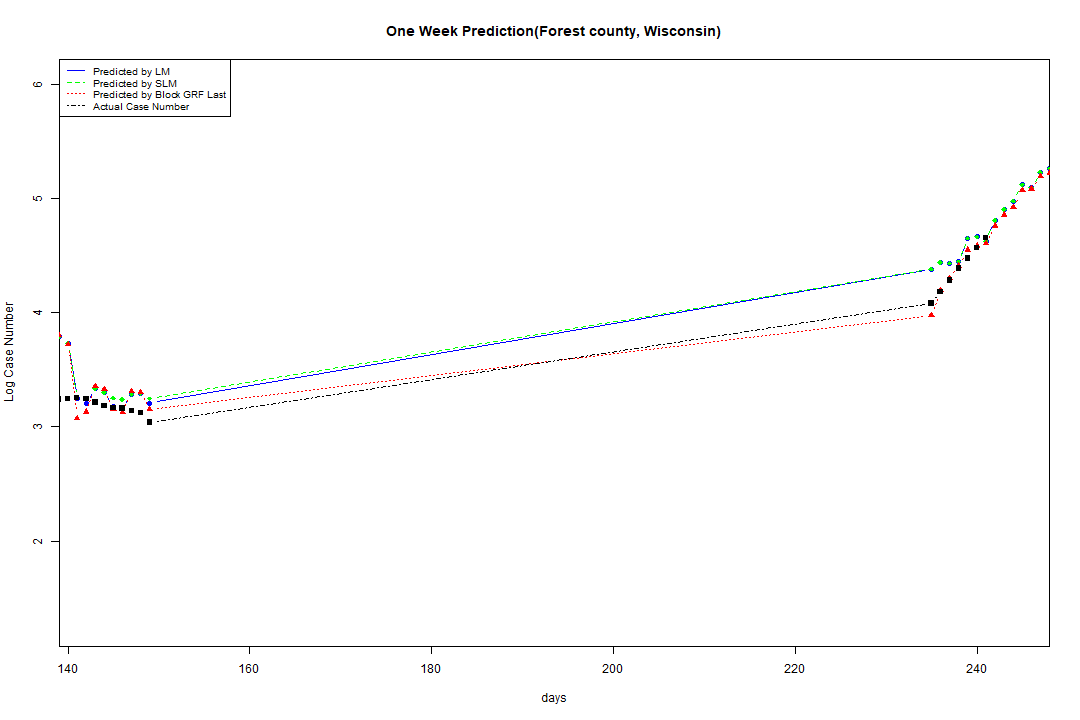 One Week Prediction(Forest county, Wisconsin)
Predicted by LM
Predicted by SLM
Predicted by Block GRF Last
Actual Case Number
6
5
4
3
2
Log Case Number
140 160 180 200 220 240
days